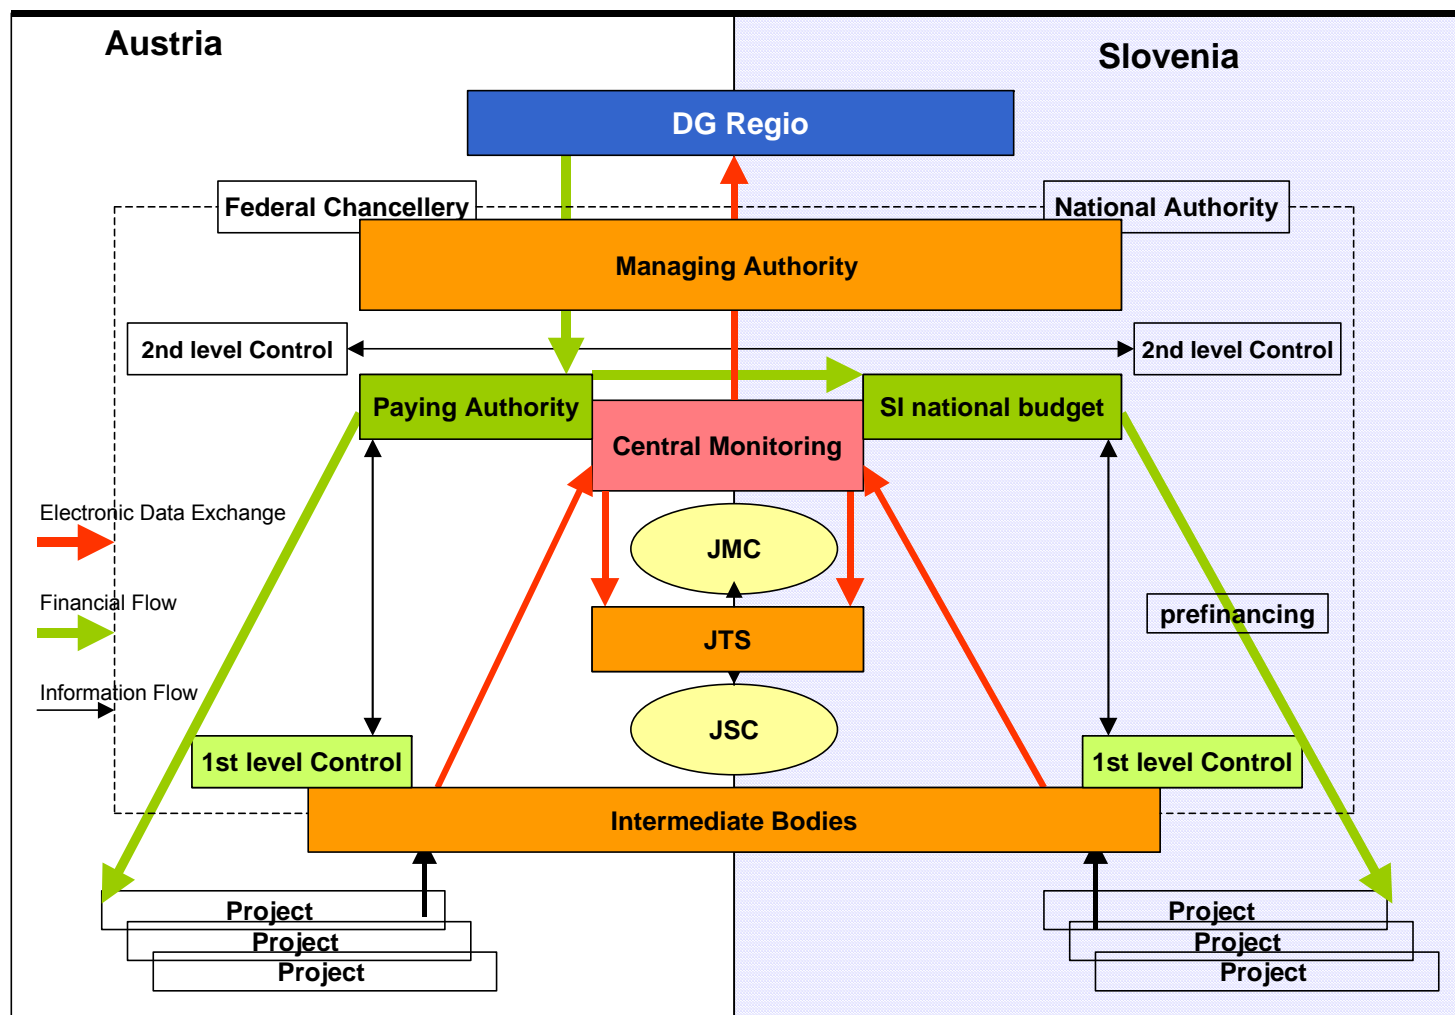 Austria
Slovenia
DG Regio
Federal Chancellery
National Authority
Managing Authority
2nd level Control
2nd level Control
Paying Authority
SI national budget
Central Monitoring
Electronic Data Exchange
JMC
Financial Flow
prefinancing
JTS
Information Flow
JSC
1st level Control
1st level Control
Intermediate Bodies
Project
Project
Project
Project
Project
Project